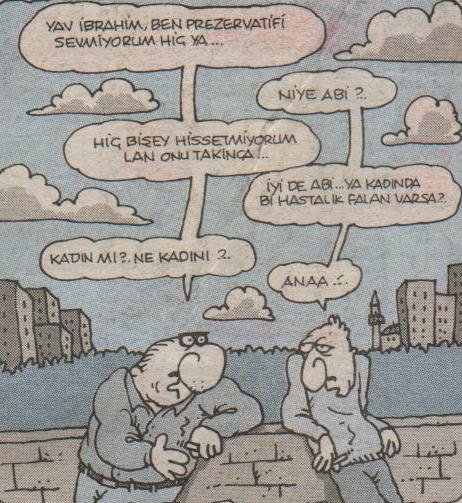 YAV İBRAHİM, BEN PREZERVATİFİ
SEVMİYORUM HİÇ YA...
NİYE ABİ?.
HİÇ BİŞEY HİSSETMİYORUM
LAN ONU TAKINCA!..
İYİ DE ABİ...YA KADINDA
Bİ HASTALIK FALAN VARSA?.
KADIN MI?. NE KADINI?.
ANAA!..